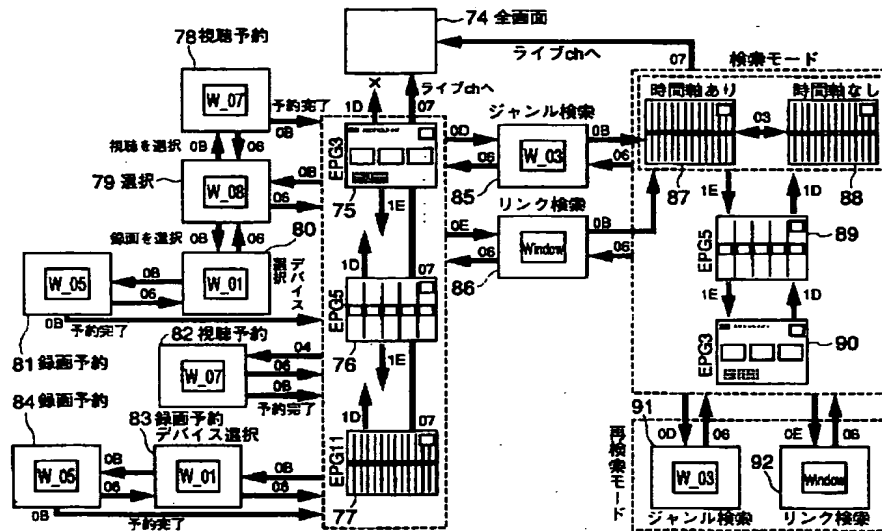 74 全画面
ライブchへ
07
78 視聴予約
W_07
予約完了
0B
視聴を選択
0B
06
79 選択
W_08
0B
06
録画を選択
0B
06
80
W_01
デバイス
選択
0B
06
W_05
0B
予約完了
81 録画予約
82 視聴予約
W_07
04
06
0B
予約完了
84 録画予約
W_05
83 録画予約
デバイス選択
W_01
0B
06
0B
06
0B
予約完了
×
1D
07
ライブchへ
EPG3
75
1E
1D
07
EPG5
76
1E
1D
07
EPG11
77
ジャンル検索
0D
06
W_03
0B
06
85
リンク検索
0E
06
Window
0B
06
86
検索モード
時間軸あり
時間軸なし
03
87
88
1E
1D
EPG5
89
1E
1D
EPG3
90
再検索モード
91
0D
06
W_03
ジャンル検索
92
0E
06
Window
リンク検索